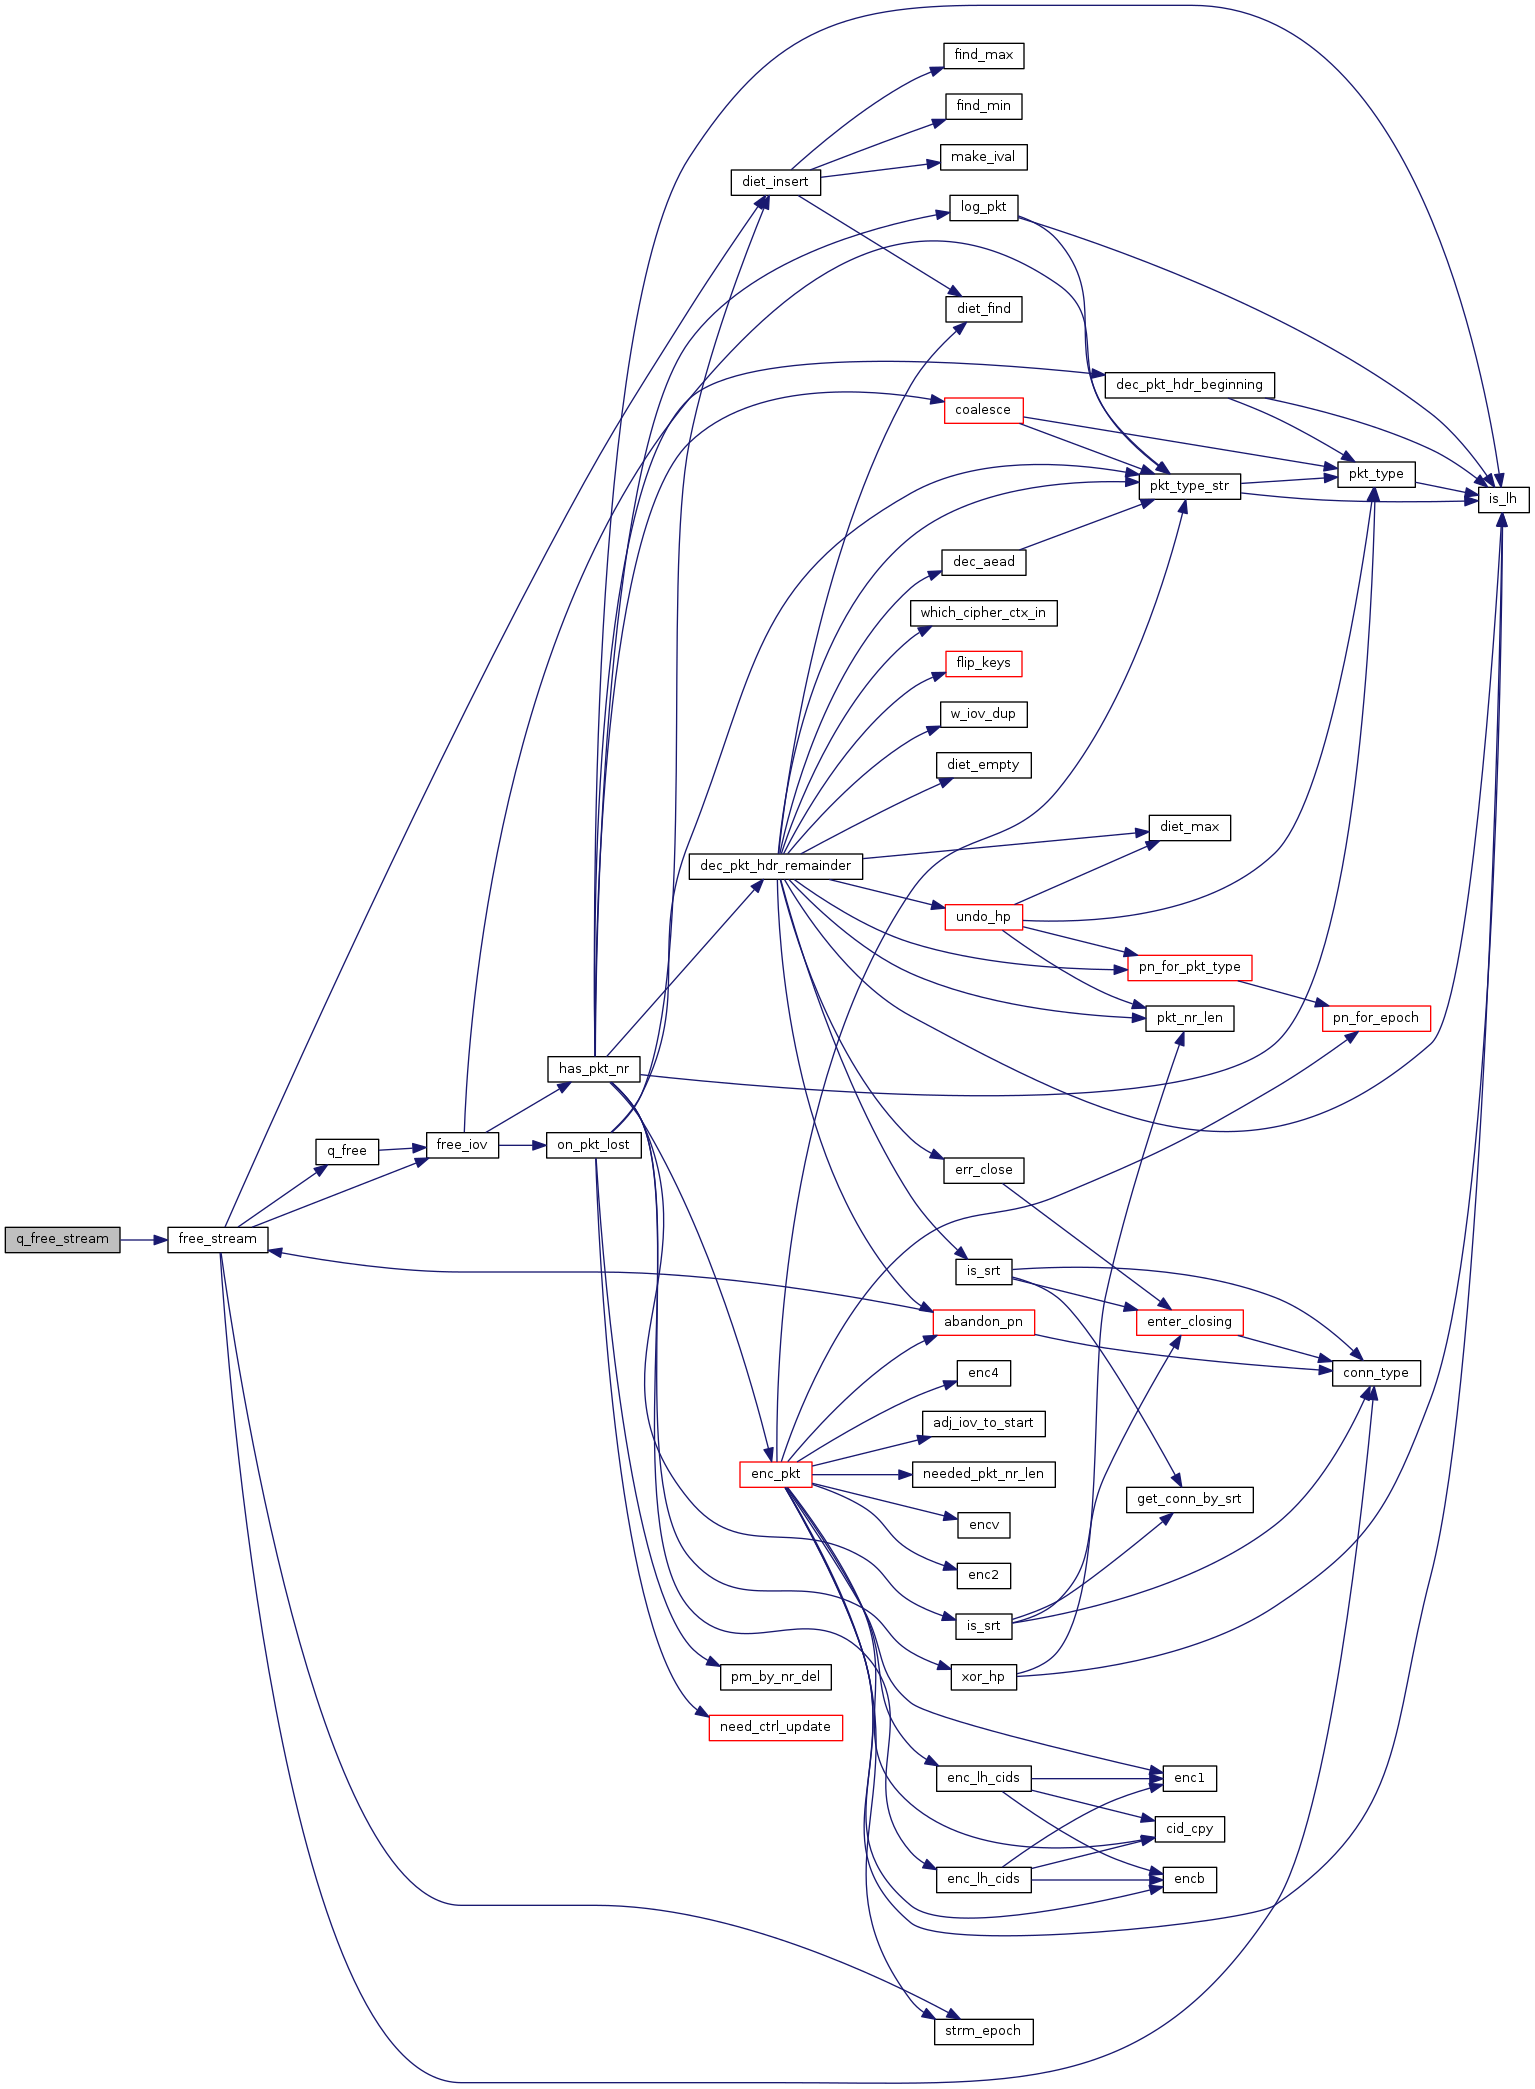 find_max
find_min
make_ival
diet_insert
log_pkt
diet_find
dec_pkt_hdr_beginning
coalesce
pkt_type
pkt_type_str
is_lh
dec_aead
which_cipher_ctx_in
flip_keys
w_iov_dup
diet_empty
diet_max
dec_pkt_hdr_remainder
undo_hp
pn_for_pkt_type
pkt_nr_len
pn_for_epoch
has_pkt_nr
on_pkt_lost
free_iov
q_free
err_close
q_free_stream
free_stream
is_srt
abandon_pn
enter_closing
enc4
conn_type
adj_iov_to_start
enc_pkt
needed_pkt_nr_len
get_conn_by_srt
encv
enc2
is_srt
pm_by_nr_del
xor_hp
need_ctrl_update
enc_lh_cids
enc1
cid_cpy
enc_lh_cids
encb
strm_epoch